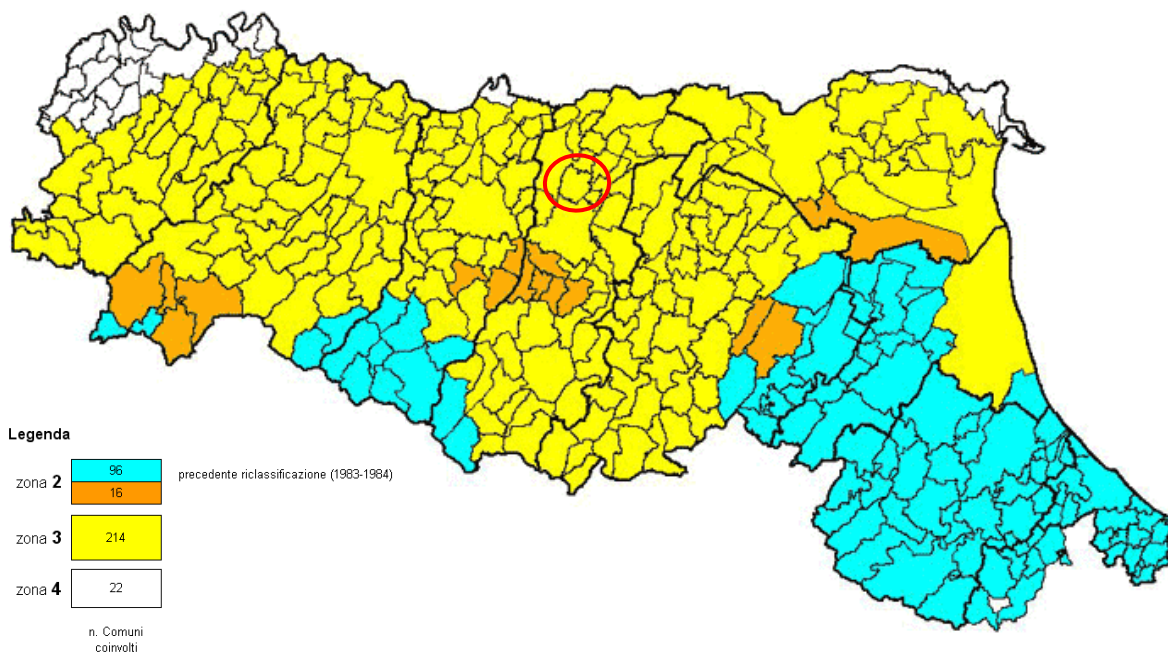 Legenda
zona 2
96
16
precedente riclassificazione (1983-1984)
zona 3
214
zona 4
22
n. Comuni
coinvolti